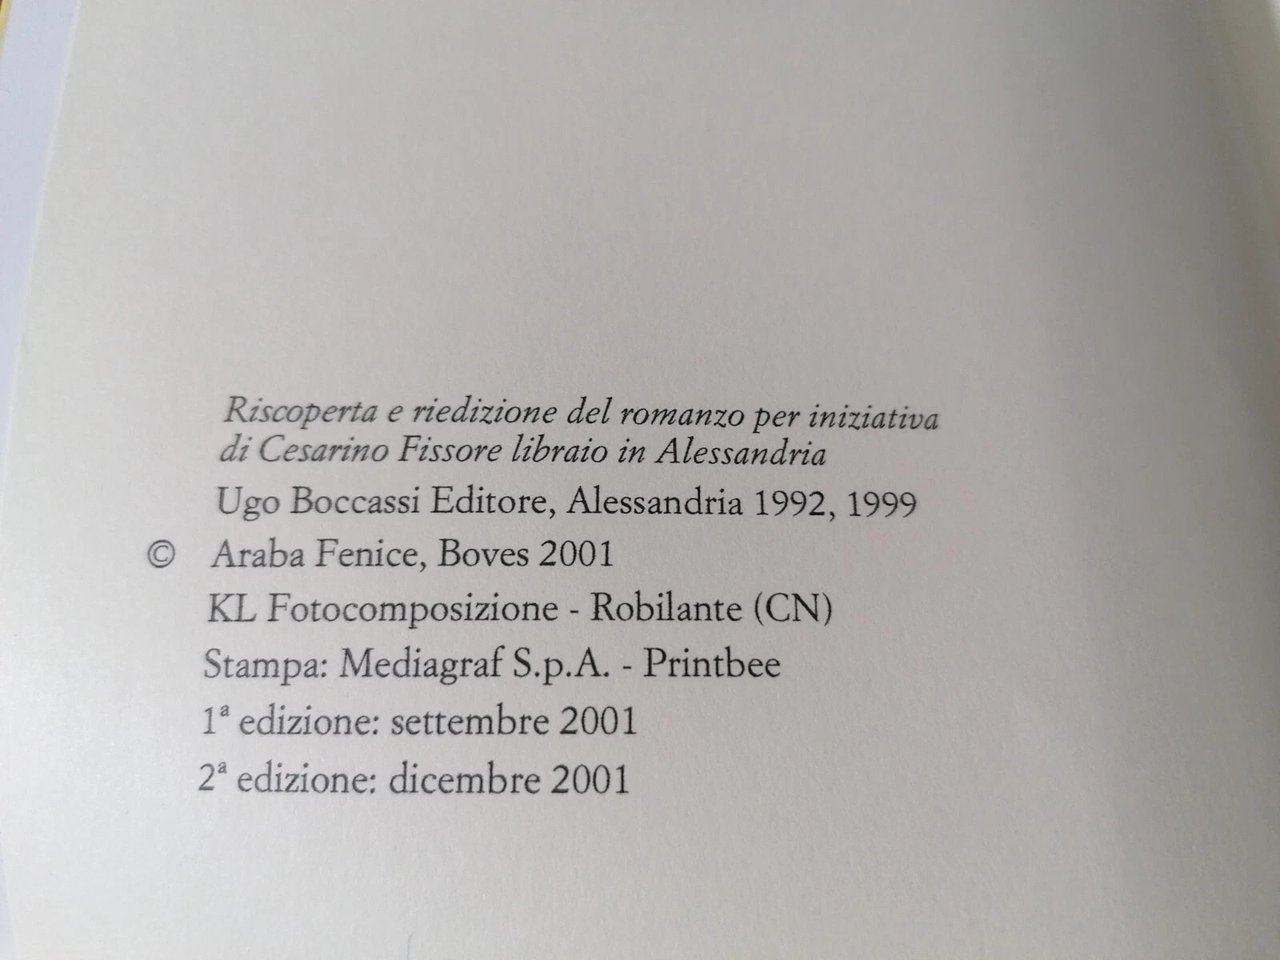 Riscoperta e riedizione del romanzo per iniziativa
di Cesarino Fissore libraio in Alessandria
Ugo Boccassi Editore, Alessandria 1992, 1999
© Araba Fenice, Boves 2001
KL Fotocomposizione - Robilante (CN)
Stampa: Mediagraf S.p.A. - Printbee
1ª edizione: settembre 2001
2ª edizione: dicembre 2001